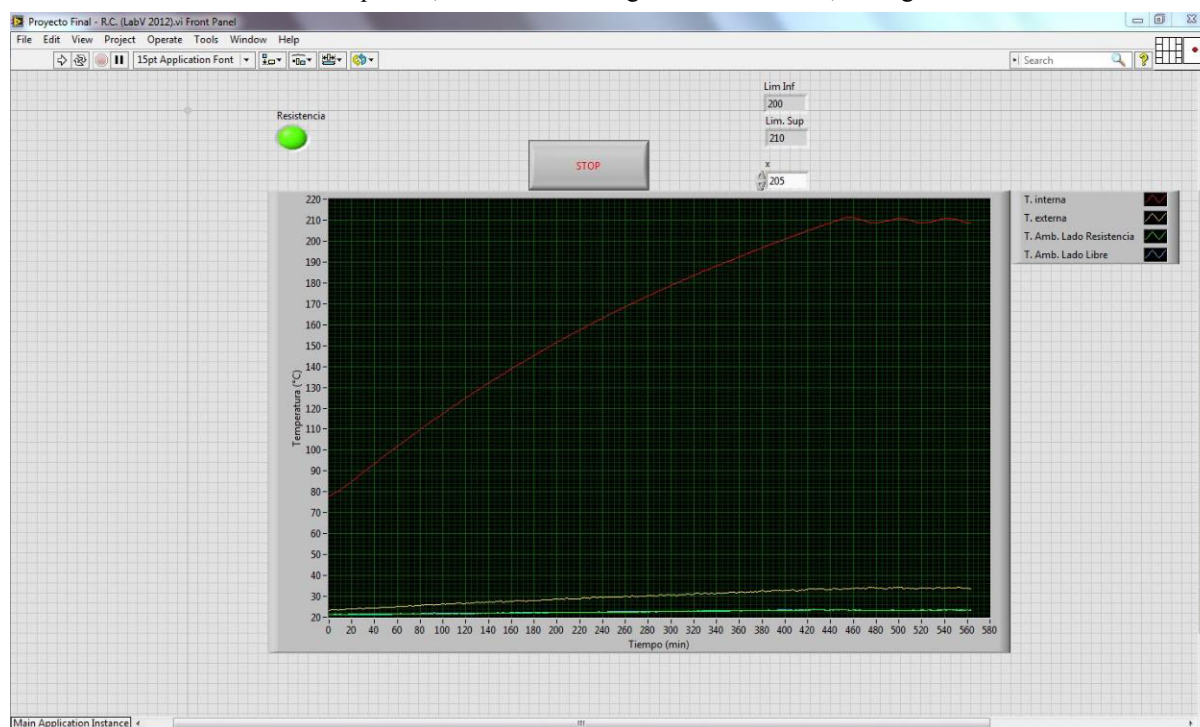 Proyecto Final - R.C. (LabV 2012).vi Front Panel
File Edit View Project Operate Tools Window Help
15pt Application Font
Search
Lim Inf
200
Lim. Sup
210
x
205
Resistencia
STOP
T. interna
T. externa
T. Amb. Lado Resistencia
T. Amb. Lado Libre
Temperatura (°C)
220
210
200
190
180
170
160
150
140
130
120
110
100
90
80
70
60
50
40
30
20
0 20 40 60 80 100 120 140 160 180 200 220 240 260 280 300 320 340 360 380 400 420 440 460 480 500 520 540 560 580
Tiempo (min)
Main Application Instance